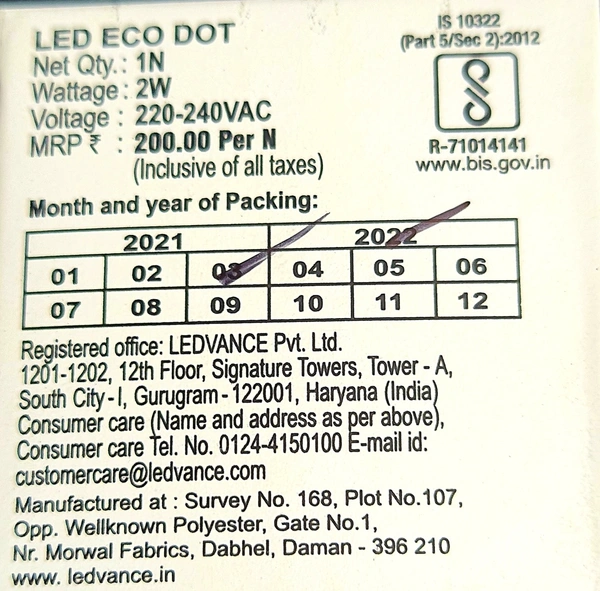 LED ECO DOT
Net Qty.: 1N
Wattage : 2W
Voltage : 220-240VAC
MRP ₹ : 200.00 Per N
(Inclusive of all taxes)
IS 10322
(Part 5/Sec 2):2012
R-71014141
www.bis.gov.in
Month and year of Packing:
2021 2022
01 02 03 04 05 06
07 08 09 10 11 12
Registered office: LEDVANCE Pvt. Ltd.
1201-1202, 12th Floor, Signature Towers, Tower - A,
South City - I, Gurugram - 122001, Haryana (India)
Consumer care (Name and address as per above),
Consumer care Tel. No. 0124-4150100 E-mail id:
customercare@ledvance.com
Manufactured at : Survey No. 168, Plot No.107,
Opp. Wellknown Polyester, Gate No.1,
Nr. Morwal Fabrics, Dabhel, Daman - 396 210
www. ledvance.in